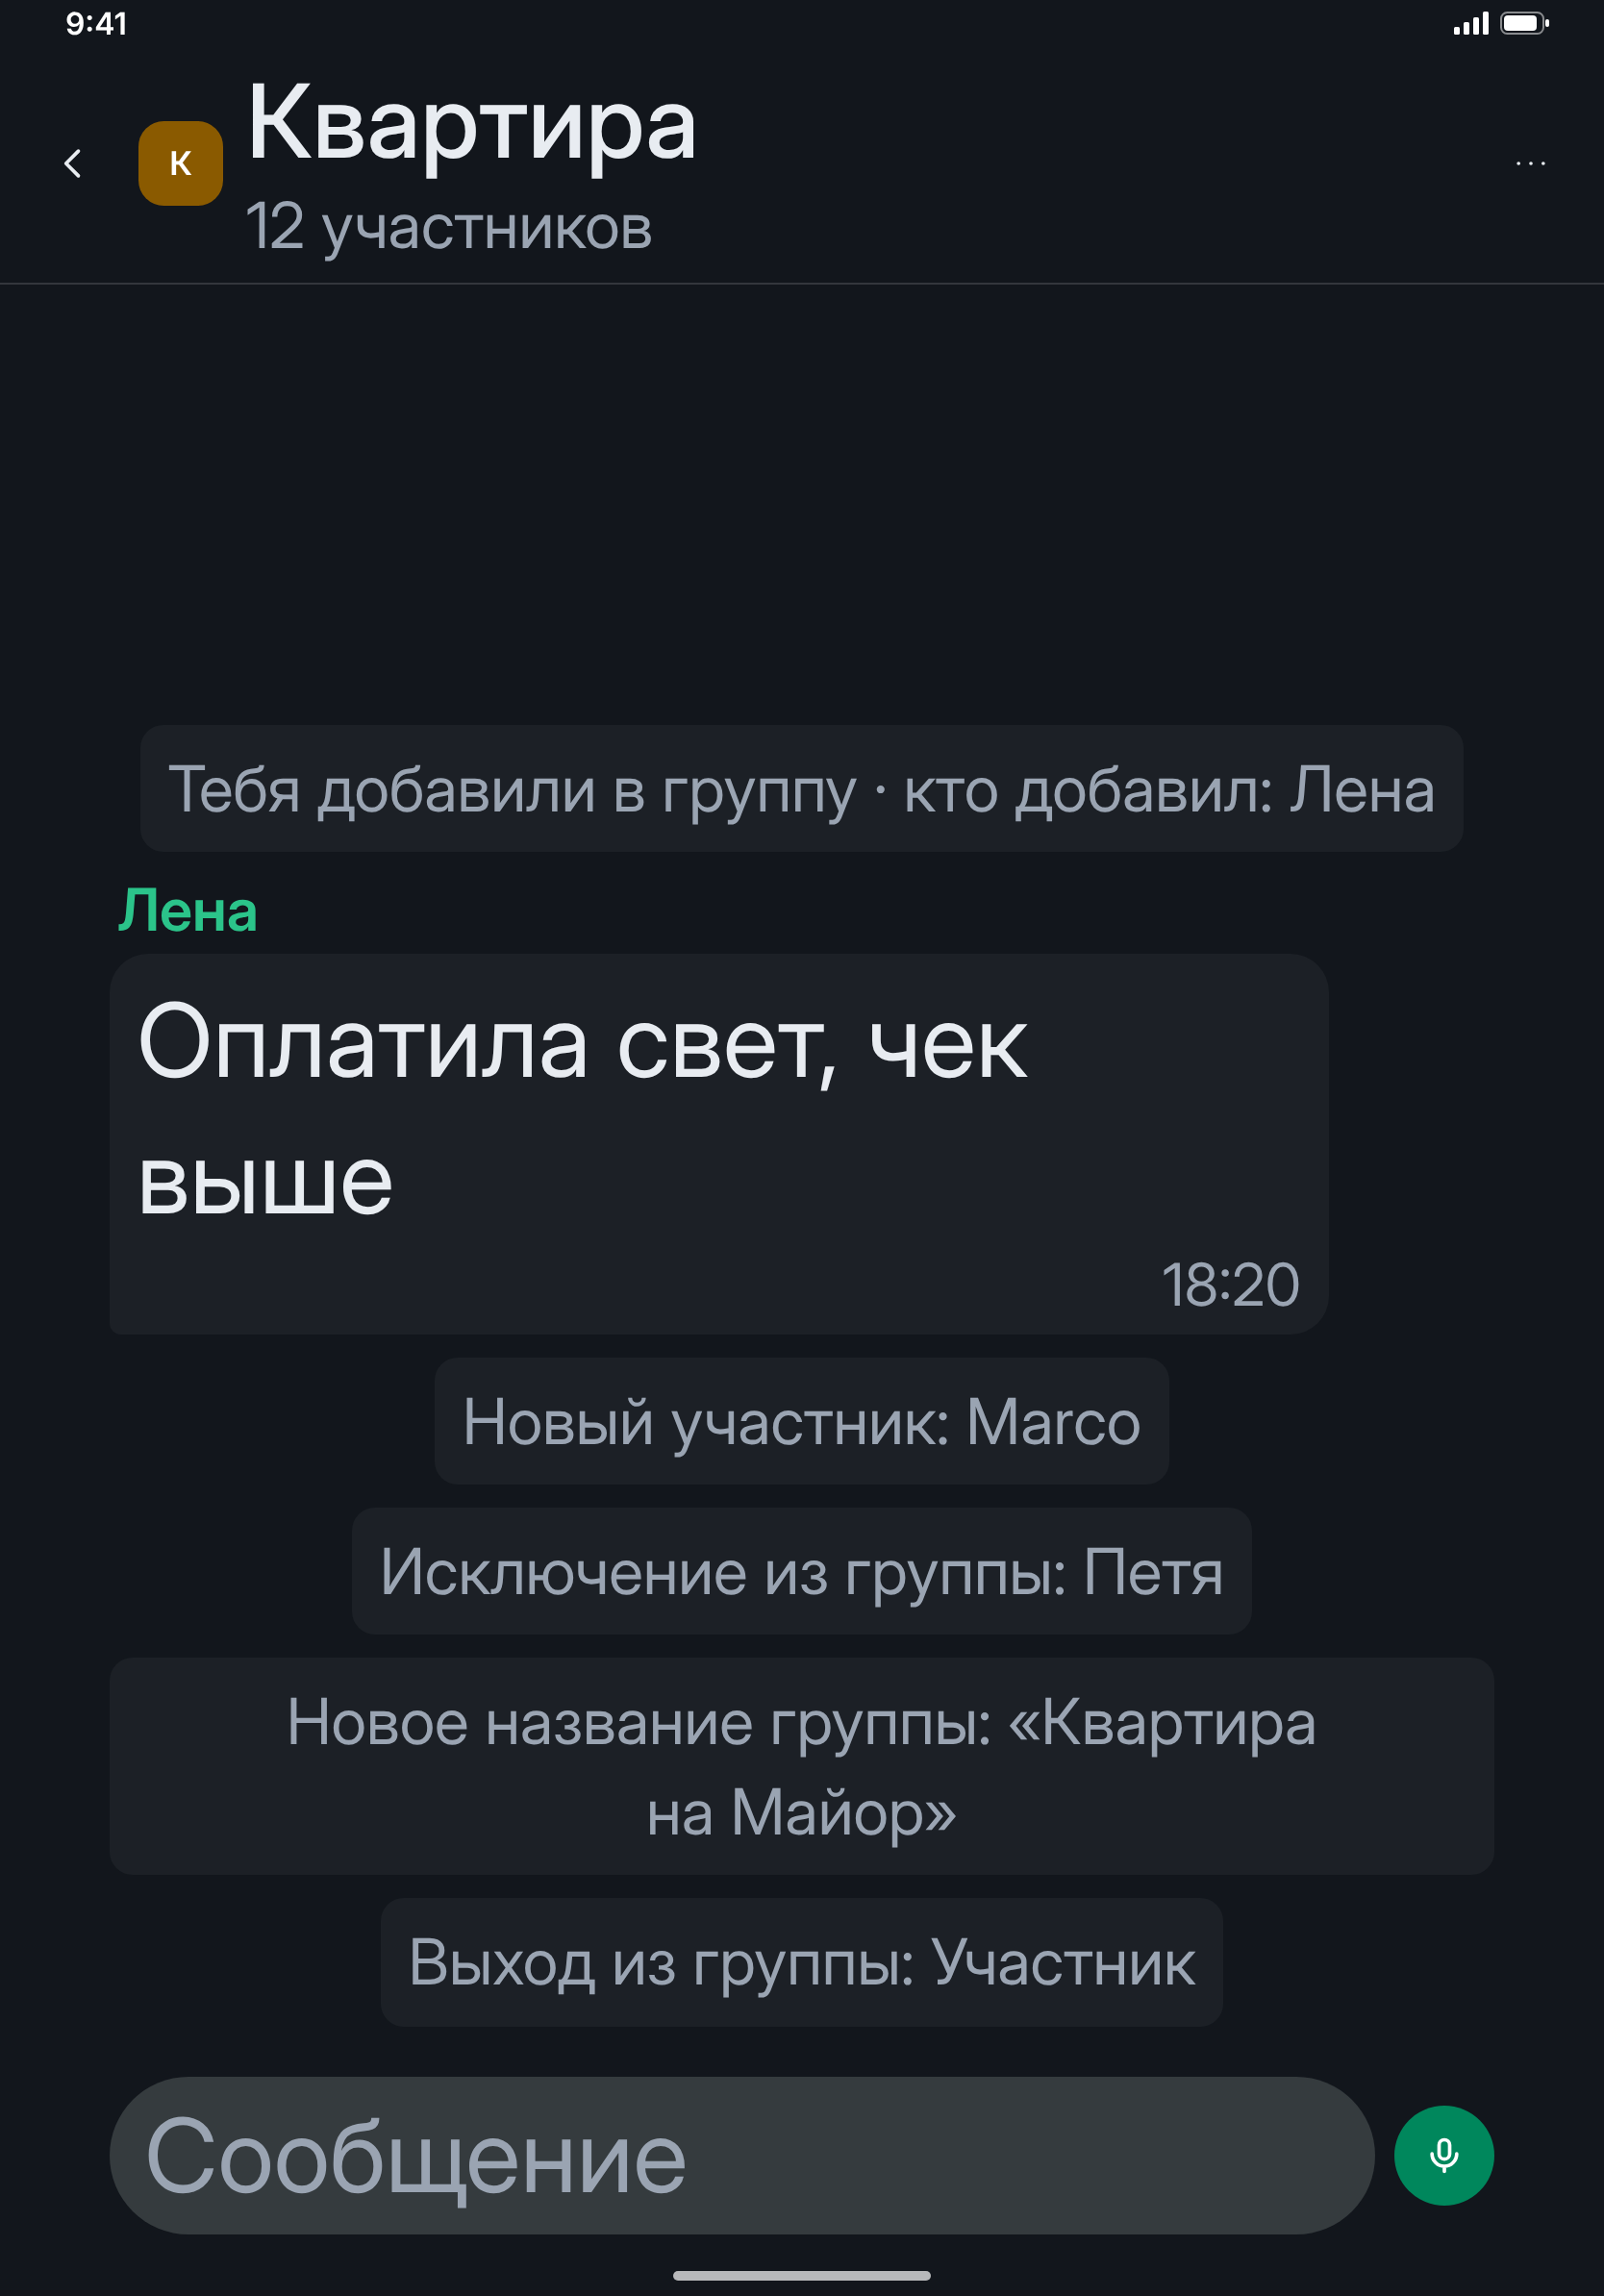 9:41
К
Квартира
12 участников
Тебя добавили в группу · кто добавил: Лена
Лена
Оплатила свет, чек
выше
18:20
Новый участник: Marco
Исключение из группы: Петя
Новое название группы: «Квартира
на Майор»
Выход из группы: Участник
Сообщение